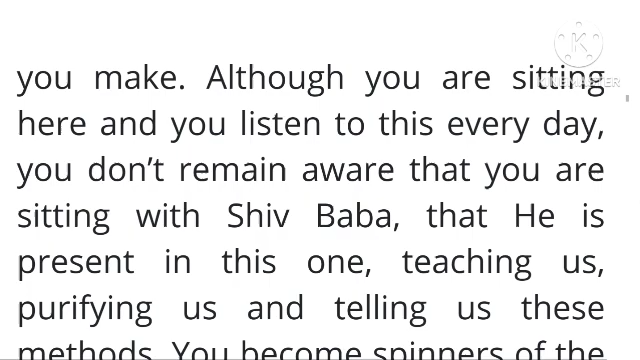 you make. Although you are sitting
here and you listen to this every day,
you don't remain aware that you are
sitting with Shiv Baba, that He is
present in this one, teaching us,
purifying us and telling us these
methods. You become spinners of the
K
KINEMASTER